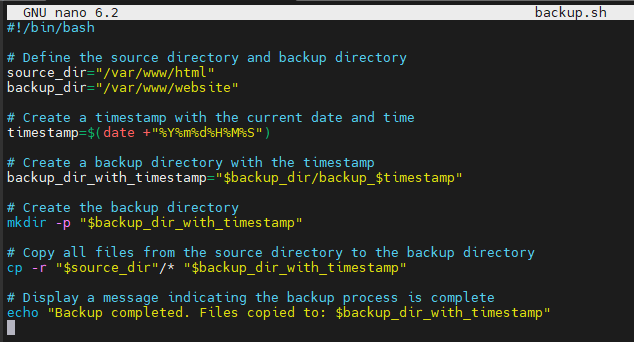 GNU nano 6.2 backup.sh
#!/bin/bash
# Define the source directory and backup directory
source_dir="/var/www/html"
backup_dir="/var/www/website"
# Create a timestamp with the current date and time
timestamp=$(date +"%Y%m%d%H%M%S")
# Create a backup directory with the timestamp
backup_dir_with_timestamp="$backup_dir/backup_$timestamp"
# Create the backup directory
mkdir -p "$backup_dir_with_timestamp"
# Copy all files from the source directory to the backup directory
cp -r "$source_dir"/* "$backup_dir_with_timestamp"
# Display a message indicating the backup process is complete
echo "Backup completed. Files copied to: $backup_dir_with_timestamp"